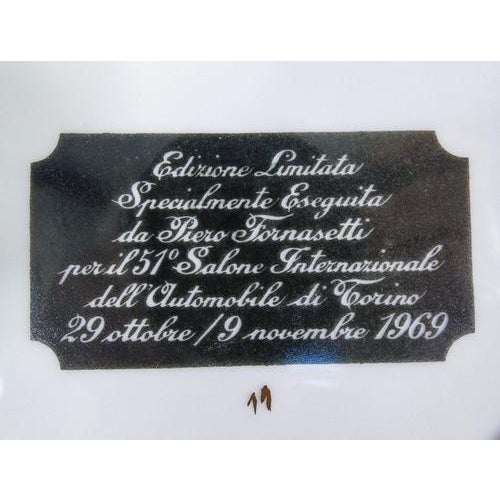 Edizione Limitata
Specialmente Eseguita
da Piero Fornasetti
per il 51º Salone Internazionale
dell'Automobile di Torino
29 ottobre / 9 novembre 1969
11